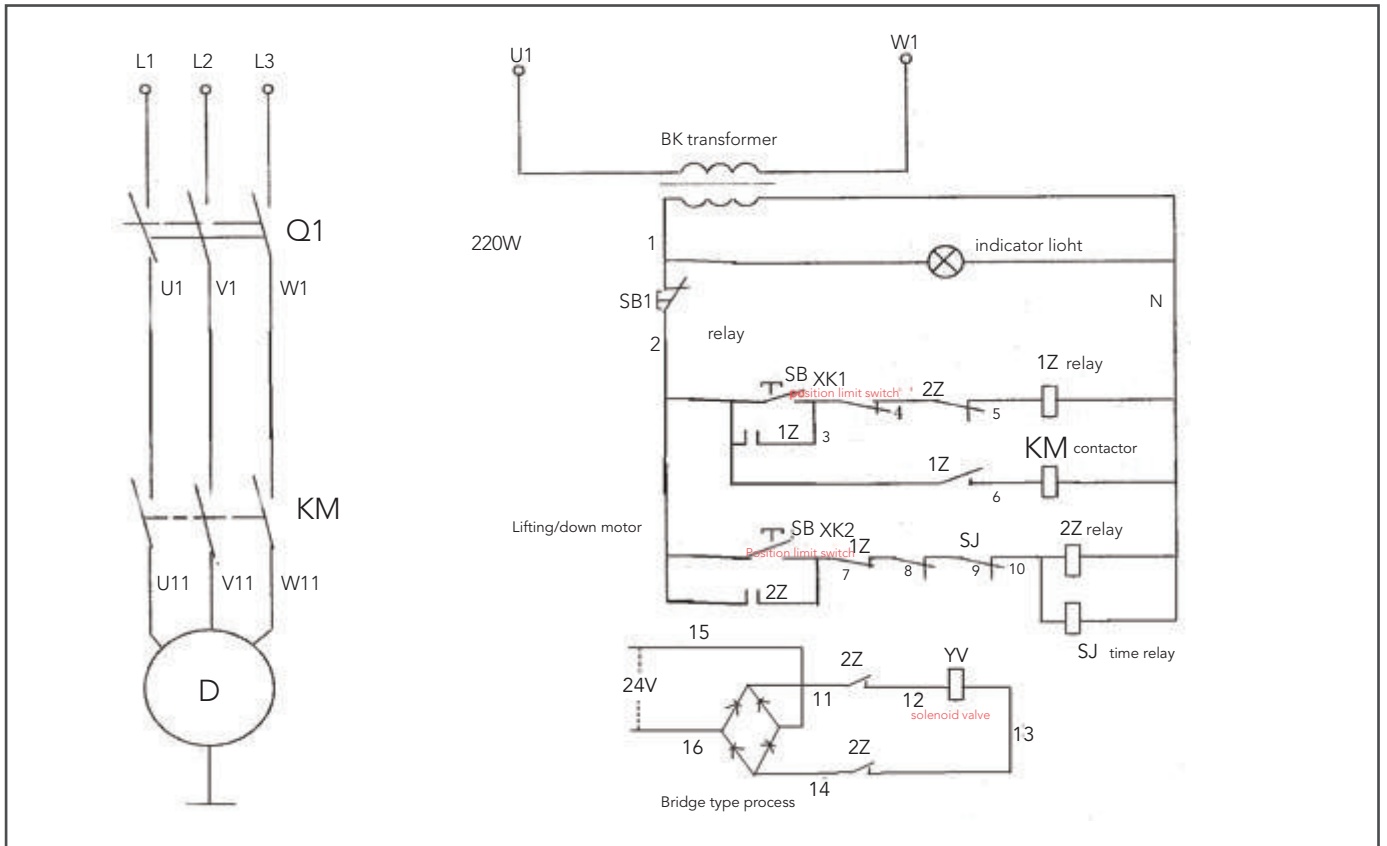 L1 L2 L3
U1 W1
BK transformer
Q1
220W 1 indicator lioht
U1 V1 W1
SB1 N
2 relay
1Z relay
SB XK1 2Z
position limit switch
4 5
1Z 3
KM contactor
1Z
6
KM
Lifting/down motor SB XK2 SJ 2Z relay
Position limit switch 1Z
7 8 9 10
U11 V11 W11
2Z
15
SJ time relay
2Z YV
24V
D
11 12
solenoid valve
16 2Z 13
14
Bridge type process